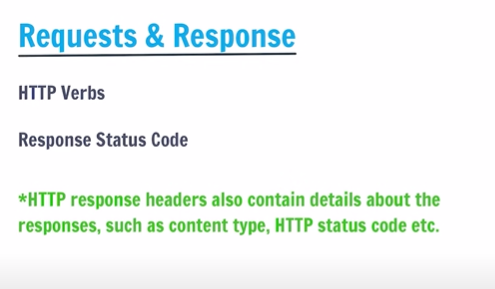 Requests & Response
HTTP Verbs
Response Status Code
*HTTP response headers also contain details about the
responses, such as content type, HTTP status code etc.